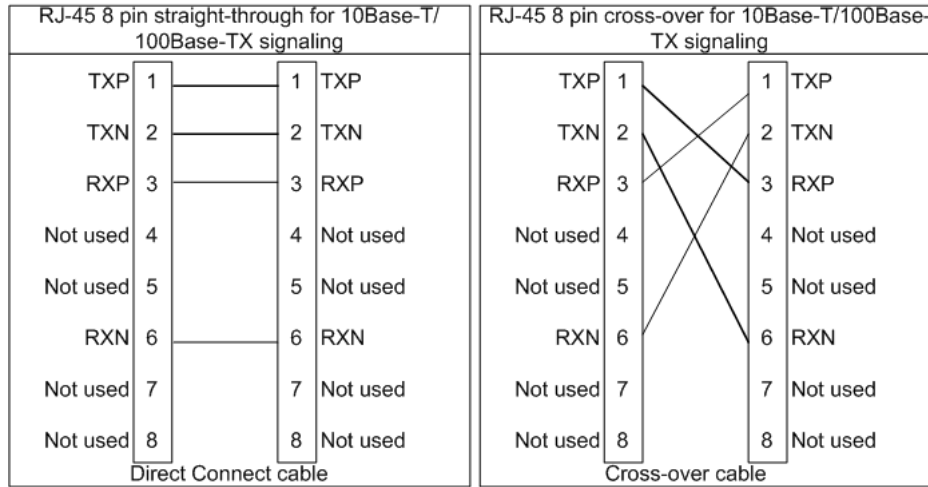 RJ-45 8 pin straight-through for 10Base-T/
100Base-TX signaling
TXP 1 1 TXP
TXN 2 2 TXN
RXP 3 3 RXP
Not used 4 4 Not used
Not used 5 5 Not used
RXN 6 6 RXN
Not used 7 7 Not used
Not used 8 8 Not used
Direct Connect cable
RJ-45 8 pin cross-over for 10Base-T/100Base-
TX signaling
TXP 1 1 TXP
TXN 2 2 TXN
RXP 3 3 RXP
Not used 4 4 Not used
Not used 5 5 Not used
RXN 6 6 RXN
Not used 7 7 Not used
Not used 8 8 Not used
Cross-over cable